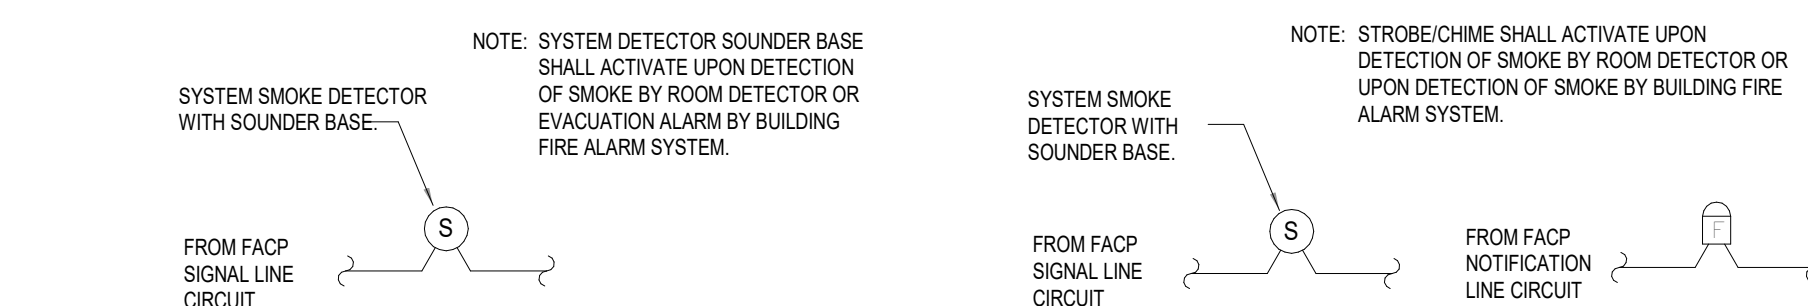 NOTE: SYSTEM DETECTOR SOUNDER BASE
SHALL ACTIVATE UPON DETECTION
OF SMOKE BY ROOM DETECTOR OR
EVACUATION ALARM BY BUILDING
FIRE ALARM SYSTEM.
SYSTEM SMOKE DETECTOR
WITH SOUNDER BASE.
S
FROM FACP
SIGNAL LINE
CIRCUIT
NOTE: STROBE/CHIME SHALL ACTIVATE UPON
DETECTION OF SMOKE BY ROOM DETECTOR OR
UPON DETECTION OF SMOKE BY BUILDING FIRE
ALARM SYSTEM.
SYSTEM SMOKE
DETECTOR WITH
SOUNDER BASE.
S
FROM FACP
SIGNAL LINE
CIRCUIT
F
FROM FACP
NOTIFICATION
LINE CIRCUIT